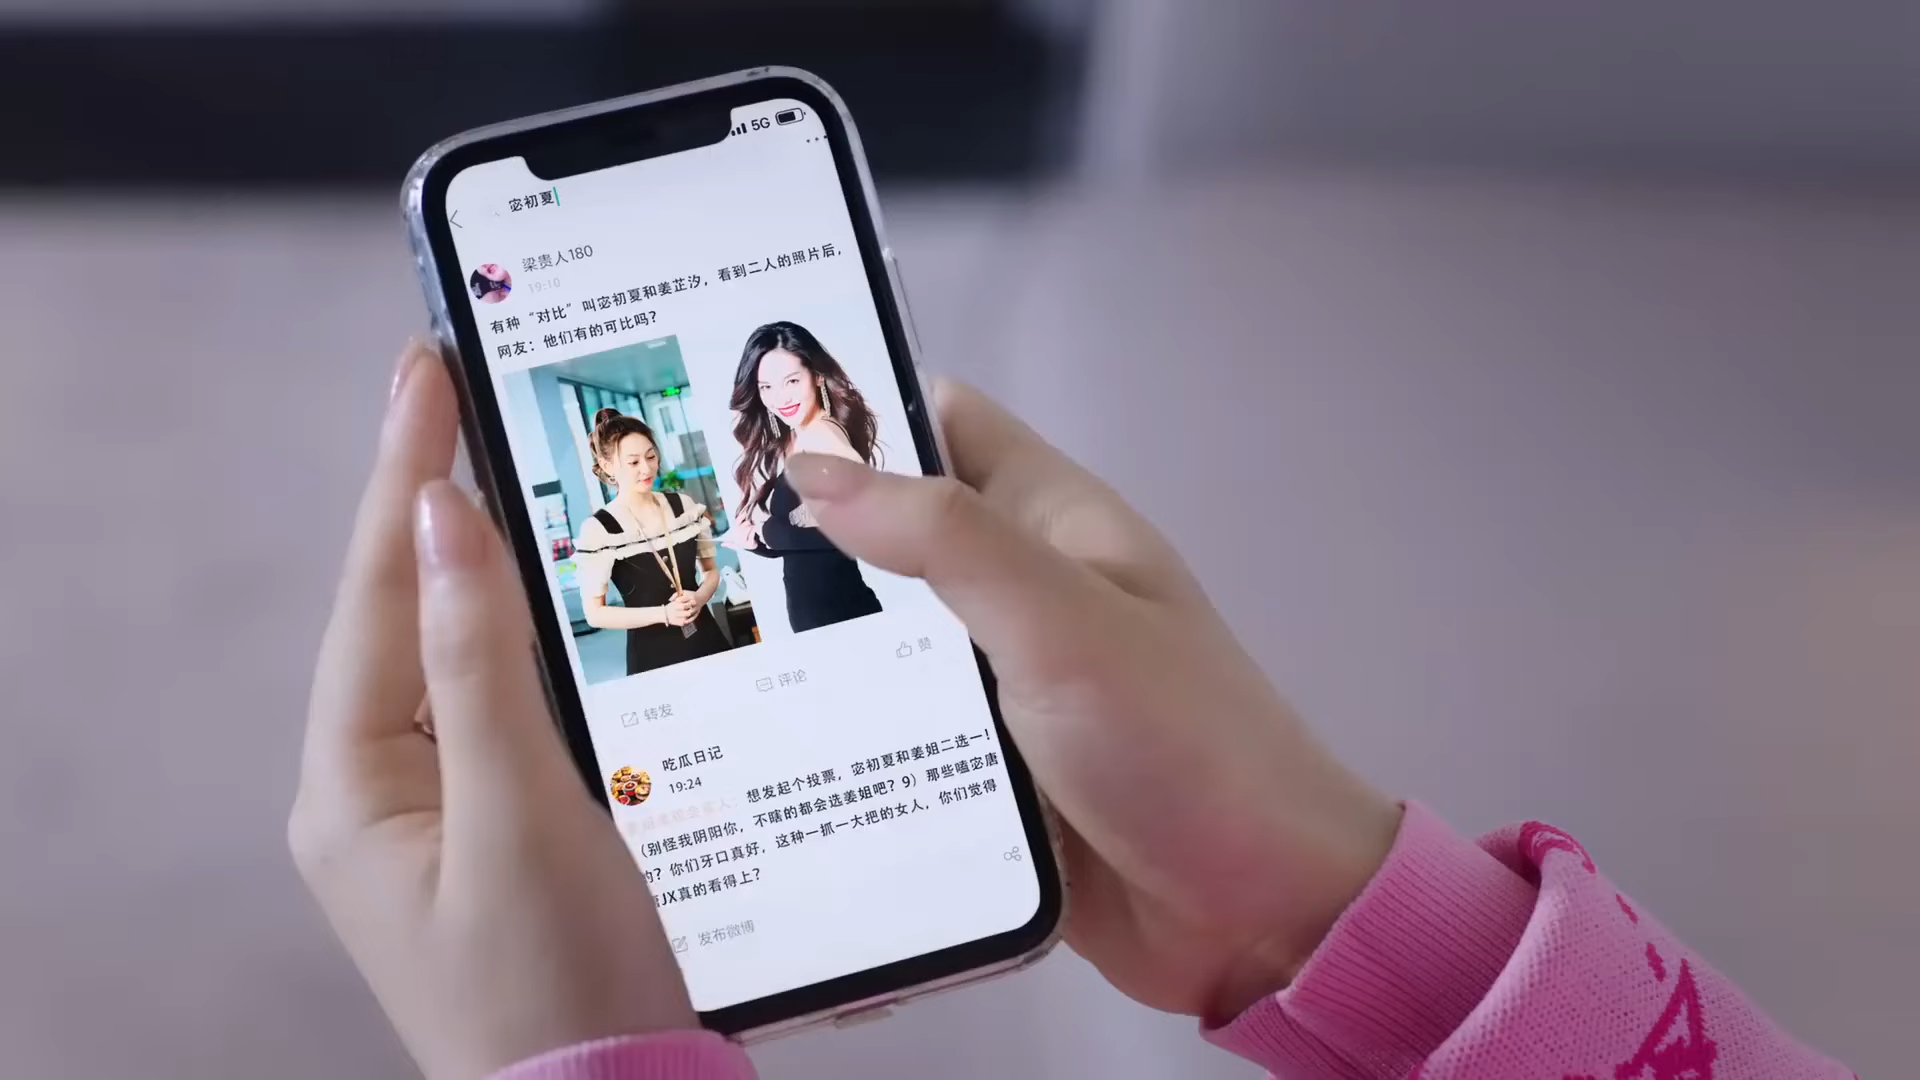 5G
宓初夏
梁贵人180
19:10
有种“对比”叫宓初夏和姜芷汐，看到二人的照片后，
网友：他们有的可比吗？
转发
评论
赞
吃瓜日记
19:24
想发起个投票，宓初夏和姜姐二选一！
（别怪我阴阳你，不瞎的都会选姜姐吧？9）那些嗑宓唐
的？你们牙口真好，这种一抓一大把的女人，你们觉得
JX真的看得上？
发布微博